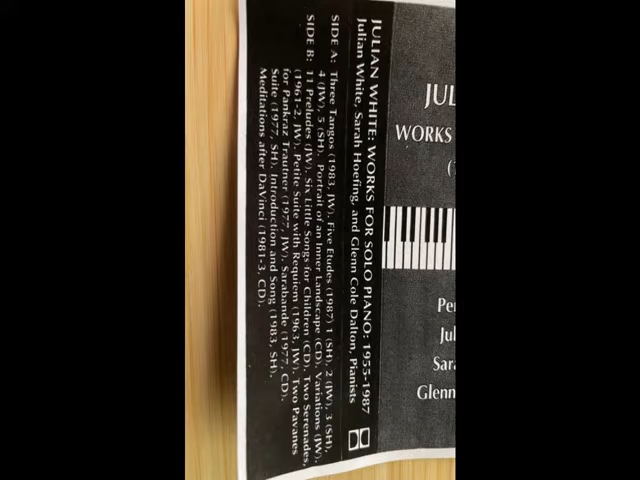 JULIAN WHITE: WORKS FOR SOLO PIANO: 1955-1987
Julian White, Sarah Hoefing, and Glenn Cole Dalton, Pianists
SIDE A: Three Tangos (1983, JW). Five Etudes (1987) 1 (SH), 2 (JW), 3 (SH),
4 (JW), 5 (SH). Portrait of an Inner Landscape (CD). Variations (JW).
SIDE B: 11 Preludes (JW). Six Little Songs for Children (CD). Two Serenades,
(1961-2, JW). Petite Suite with Requiem (1963, JW). Two Pavanes
for Pankraz Trautner (1977, JW). Sarabande (1977, CD).
Suite (1977, SH). Introduction and Song (1983, SH).
Meditations after DaVinci (1981-3, CD).
JUL
WORKS
(1
Per
Jul
Sara
Glenn